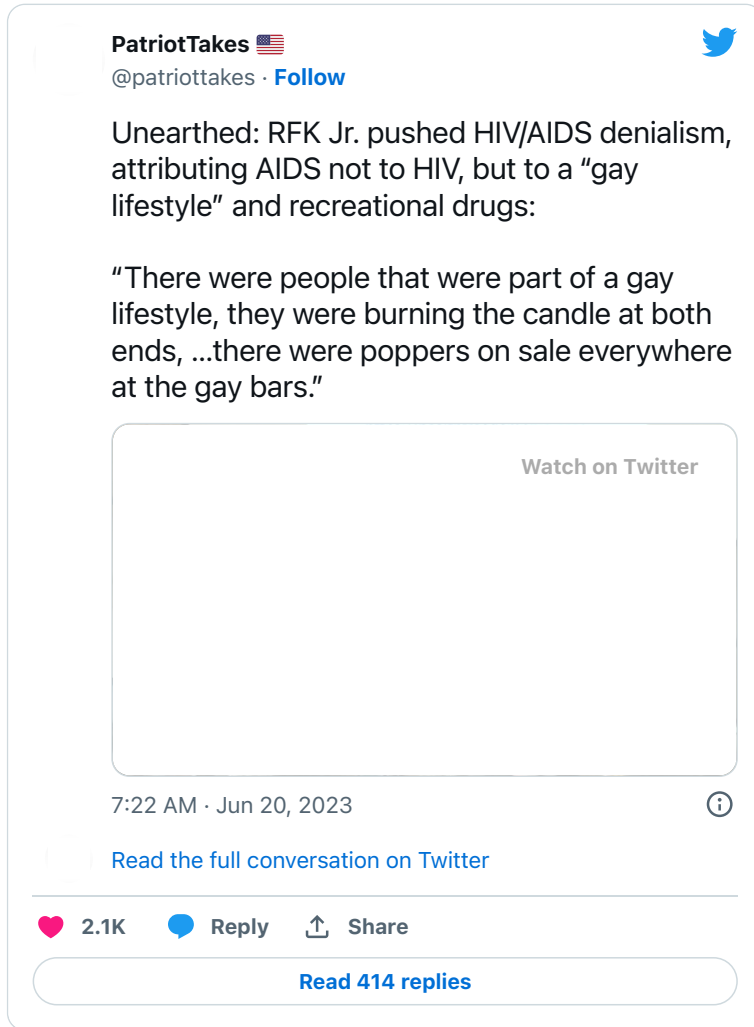 PatriotTakes 🇺🇸
@patriottakes · Follow
Unearthed: RFK Jr. pushed HIV/AIDS denialism,
attributing AIDS not to HIV, but to a “gay
lifestyle” and recreational drugs:
“There were people that were part of a gay
lifestyle, they were burning the candle at both
ends, ...there were poppers on sale everywhere
at the gay bars.”
Watch on Twitter
7:22 AM · Jun 20, 2023
Read the full conversation on Twitter
2.1K Reply Share
Read 414 replies